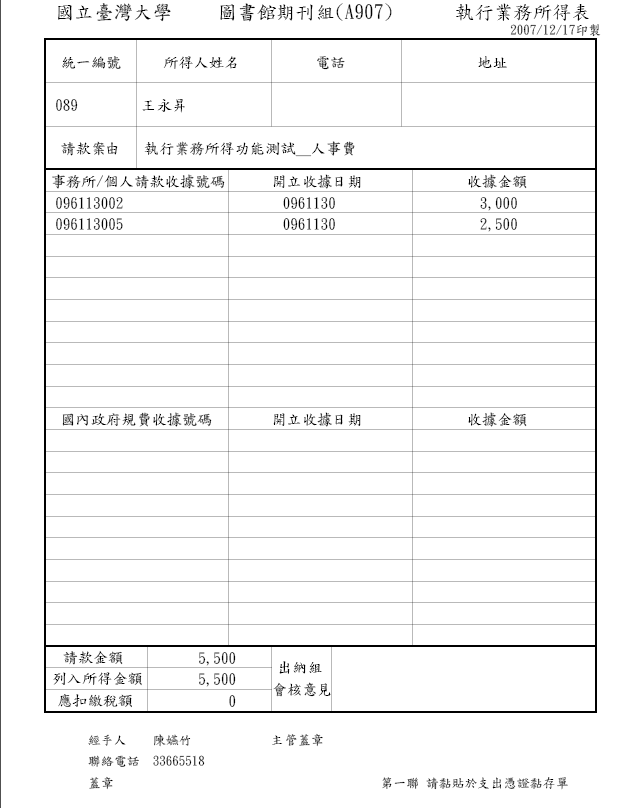 國立臺灣大學 圖書館期刊組(A907) 執行業務所得表
2007/12/17印製
統一編號 所得人姓名 電話 地址
089 王永昇
請款案由 執行業務所得功能測試__人事費
事務所/個人請款收據號碼 開立收據日期 收據金額
096113002 0961130 3,000
096113005 0961130 2,500
國內政府規費收據號碼 開立收據日期 收據金額
請款金額 5,500
列入所得金額 5,500
應扣繳稅額 0
出納組
會核意見
經手人 陳嬿竹 主管蓋章
聯絡電話 33665518
蓋章 第一聯 請黏貼於支出憑證黏存單